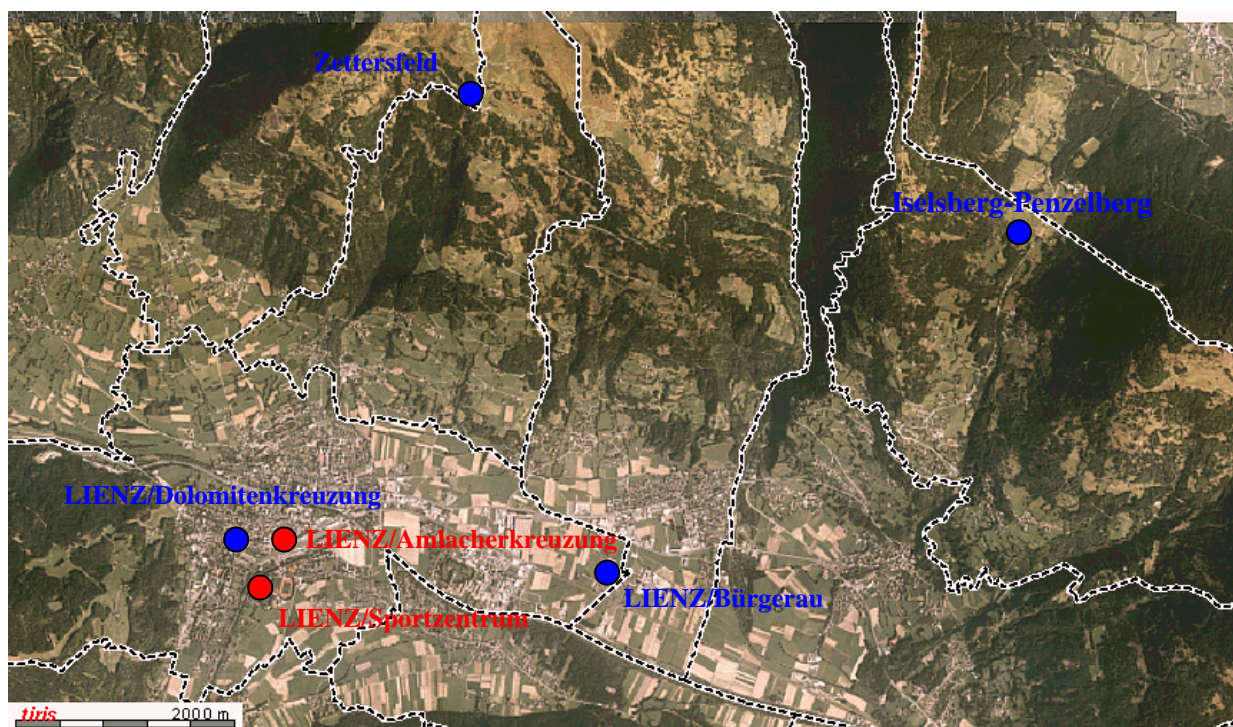 Zettersfeld
Iselsberg-Penzelberg
LIENZ/Dolomitenkreuzung
LIENZ/Amlacherkreuzung
LIENZ/Bürgerau
LIENZ/Sportzentrum
tiris 2000 m